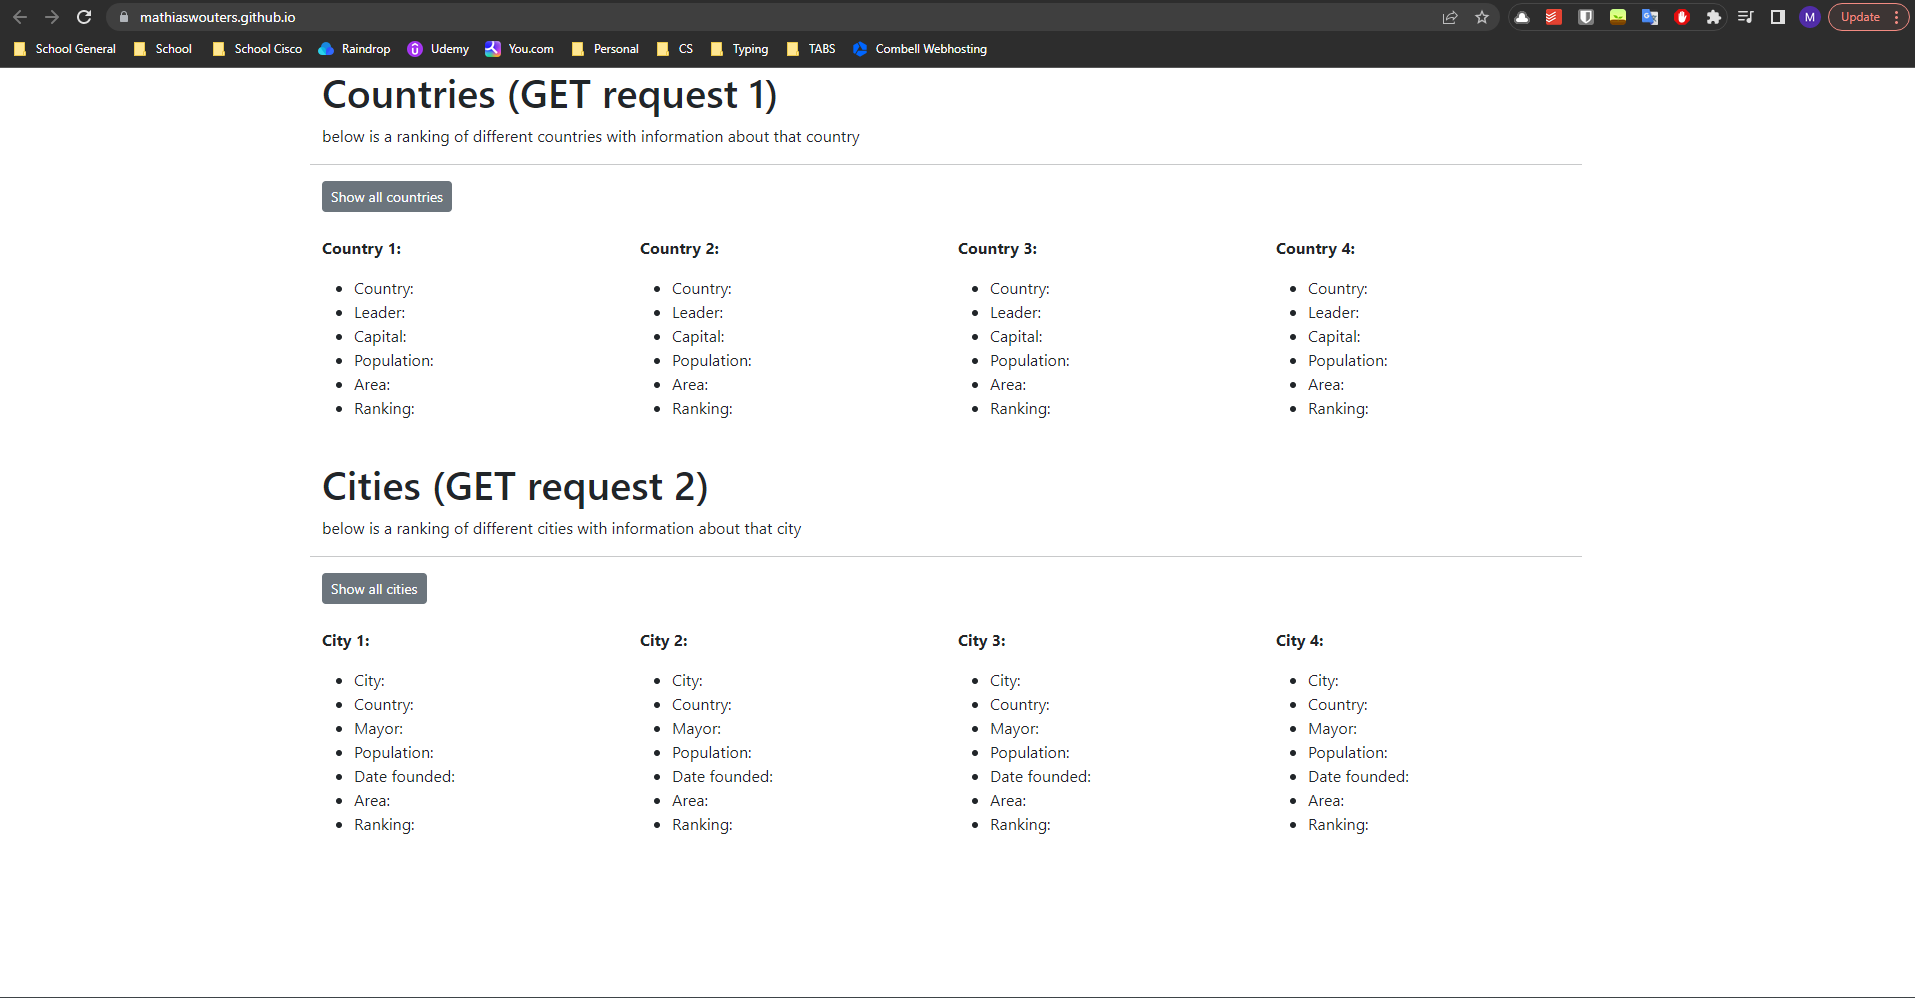 mathiaswouters.github.io
M
Update
School General School School Cisco Raindrop Udemy You.com Personal CS Typing TABS Combell Webhosting
Countries (GET request 1)
below is a ranking of different countries with information about that country
Show all countries
Country 1: Country 2: Country 3: Country 4:
Country: Country: Country: Country:
Leader: Leader: Leader: Leader:
Capital: Capital: Capital: Capital:
Population: Population: Population: Population:
Area: Area: Area: Area:
Ranking: Ranking: Ranking: Ranking:
Cities (GET request 2)
below is a ranking of different cities with information about that city
Show all cities
City 1: City 2: City 3: City 4:
City: City: City: City:
Country: Country: Country: Country:
Mayor: Mayor: Mayor: Mayor:
Population: Population: Population: Population:
Date founded: Date founded: Date founded: Date founded:
Area: Area: Area: Area:
Ranking: Ranking: Ranking: Ranking: